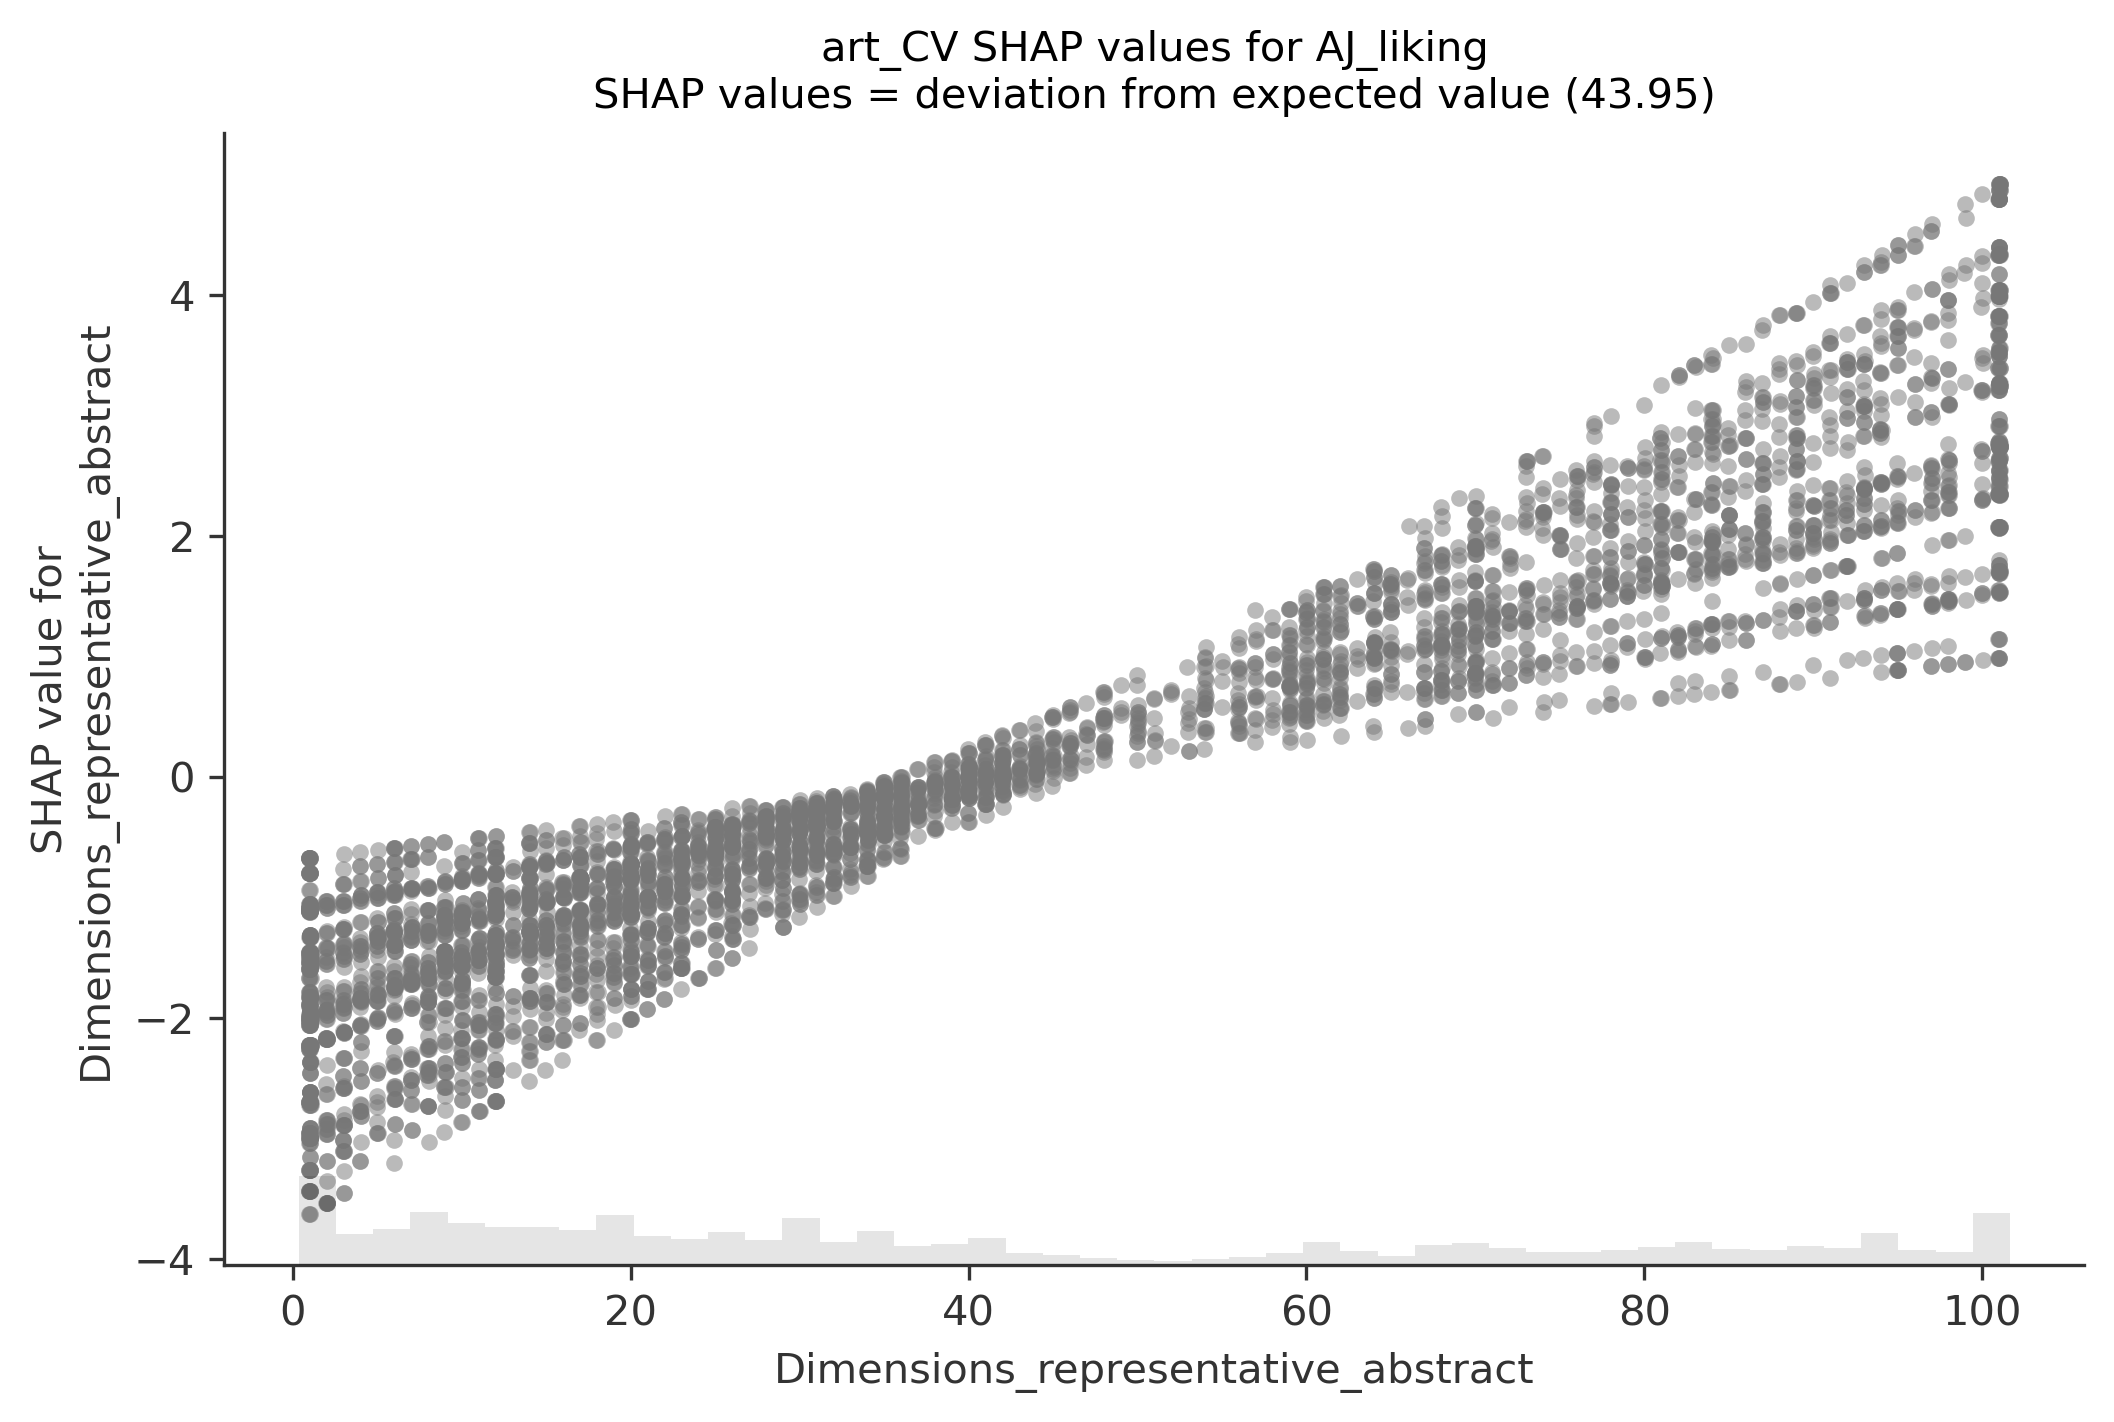 art_CV SHAP values for AJ_liking
SHAP values = deviation from expected value (43.95)
SHAP value for
Dimensions_representative_abstract
4
2
0
−2
−4
0 20 40 60 80 100
Dimensions_representative_abstract